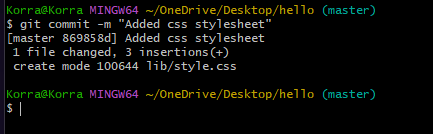 Korra@Korra MINGW64 ~/OneDrive/Desktop/hello (master)
$ git commit -m "Added css stylesheet"
[master 869858d] Added css stylesheet
 1 file changed, 3 insertions(+)
 create mode 100644 lib/style.css

Korra@Korra MINGW64 ~/OneDrive/Desktop/hello (master)
$